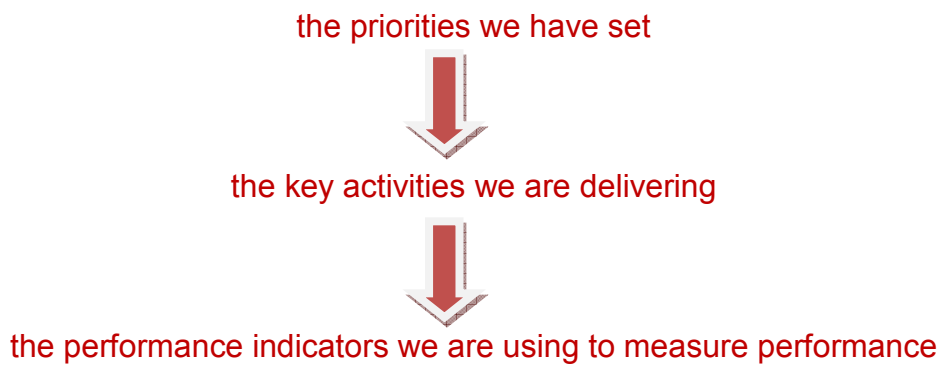 the priorities we have set
the key activities we are delivering
the performance indicators we are using to measure performance